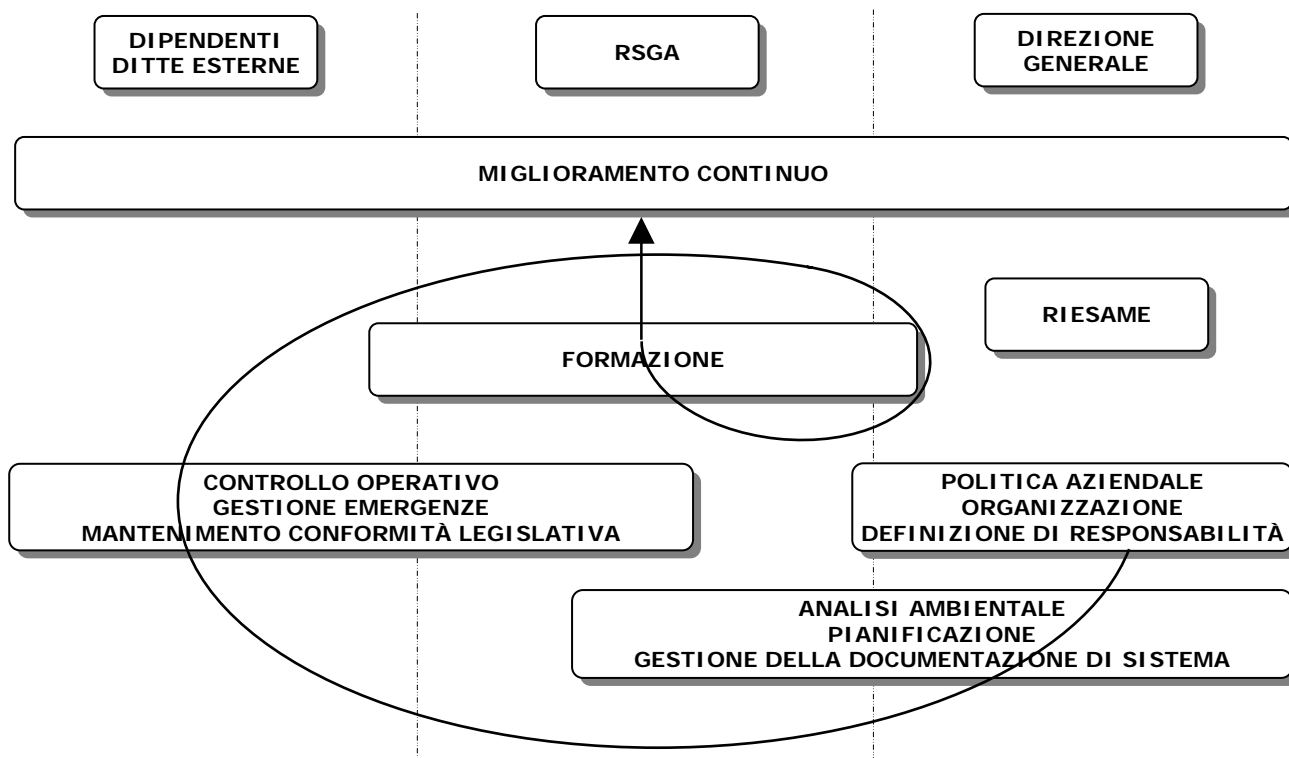 DIPENDENTI
DITTE ESTERNE
RSGA
DIREZIONE
GENERALE
MIGLIORAMENTO CONTINUO
RIESAME
FORMAZIONE
CONTROLLO OPERATIVO
GESTIONE EMERGENZE
MANTENIMENTO CONFORMITÀ LEGISLATIVA
POLITICA AZIENDALE
ORGANIZZAZIONE
DEFINIZIONE DI RESPONSABILITÀ
ANALISI AMBIENTALE
PIANIFICAZIONE
GESTIONE DELLA DOCUMENTAZIONE DI SISTEMA